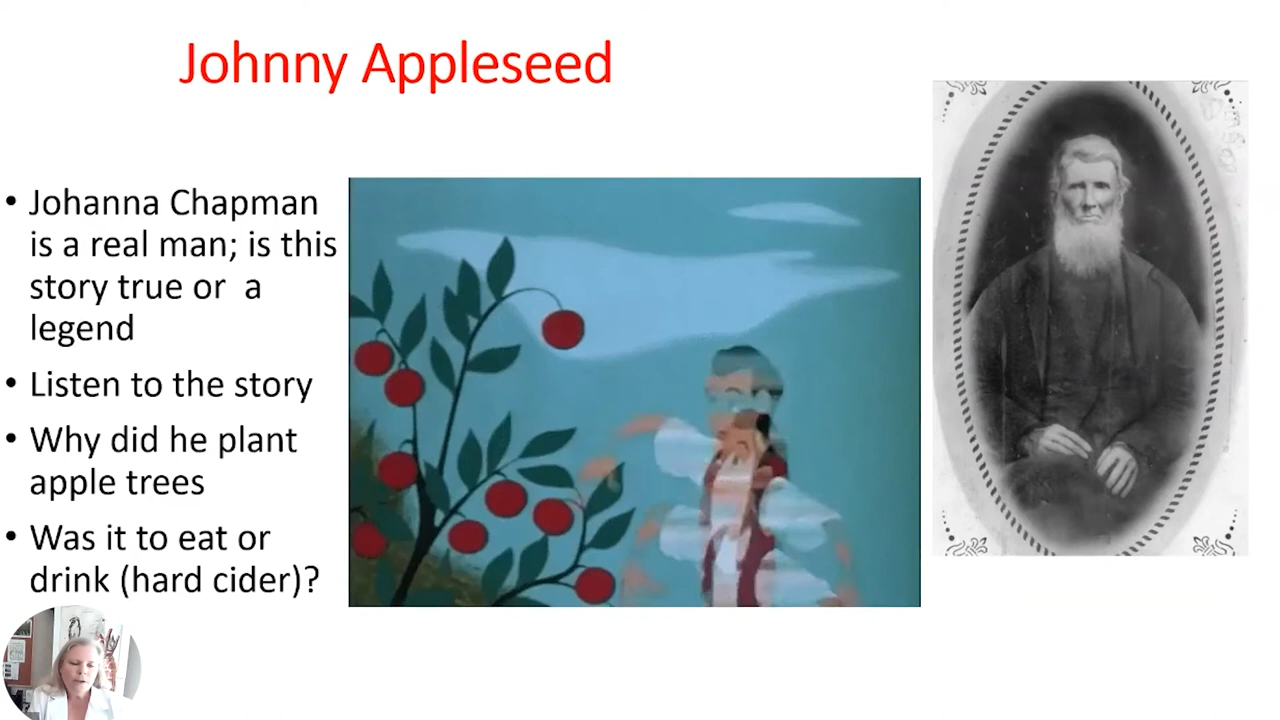 Johnny Appleseed
• Johanna Chapman
is a real man; is this
story true or a
legend
• Listen to the story
• Why did he plant
apple trees
• Was it to eat or
drink (hard cider)?